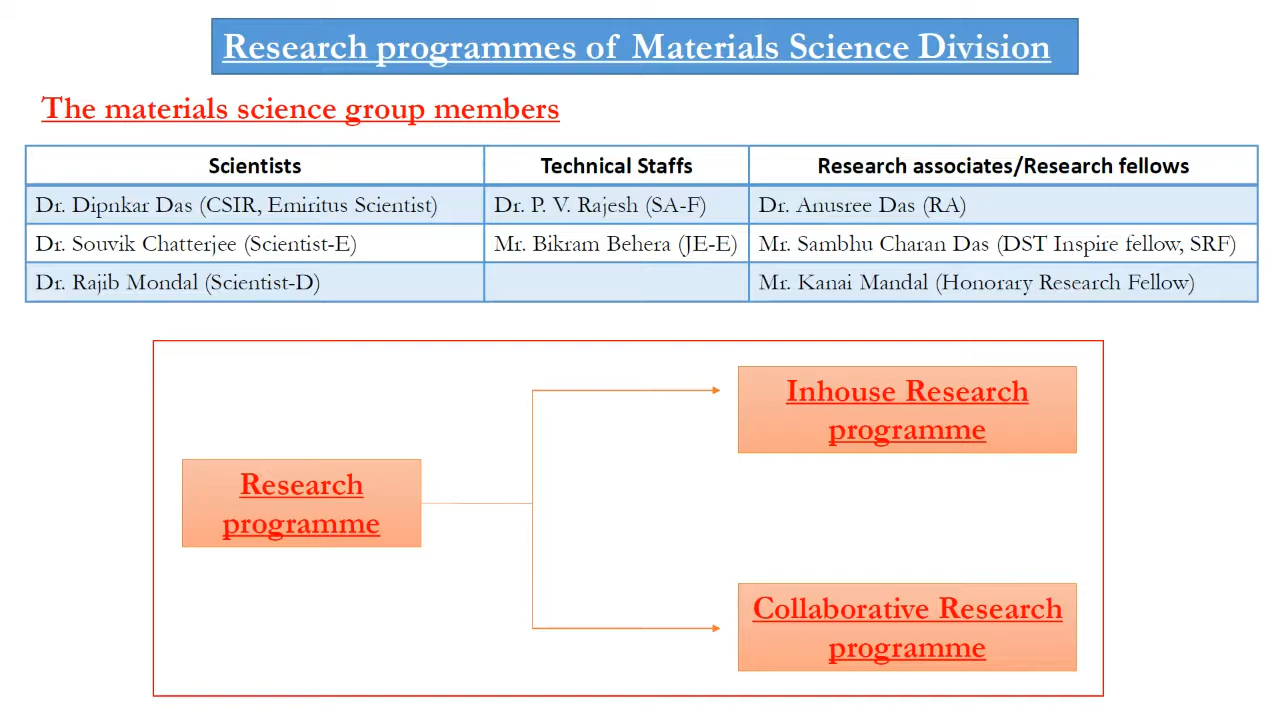 Research programmes of Materials Science Division
The materials science group members
Scientists
Technical Staffs
Research associates/Research fellows
Dr. Dipnkar Das (CSIR, Emiritus Scientist)
Dr. P. V. Rajesh (SA-F)
Dr. Anusree Das (RA)
Dr. Souvik Chatterjee (Scientist-E)
Mr. Bikram Behera (JE-E)
Mr. Sambhu Charan Das (DST Inspire fellow, SRF)
Dr. Rajib Mondal (Scientist-D)
Mr. Kanai Mandal (Honorary Research Fellow)
Research
programme
Inhouse Research
programme
Collaborative Research
programme